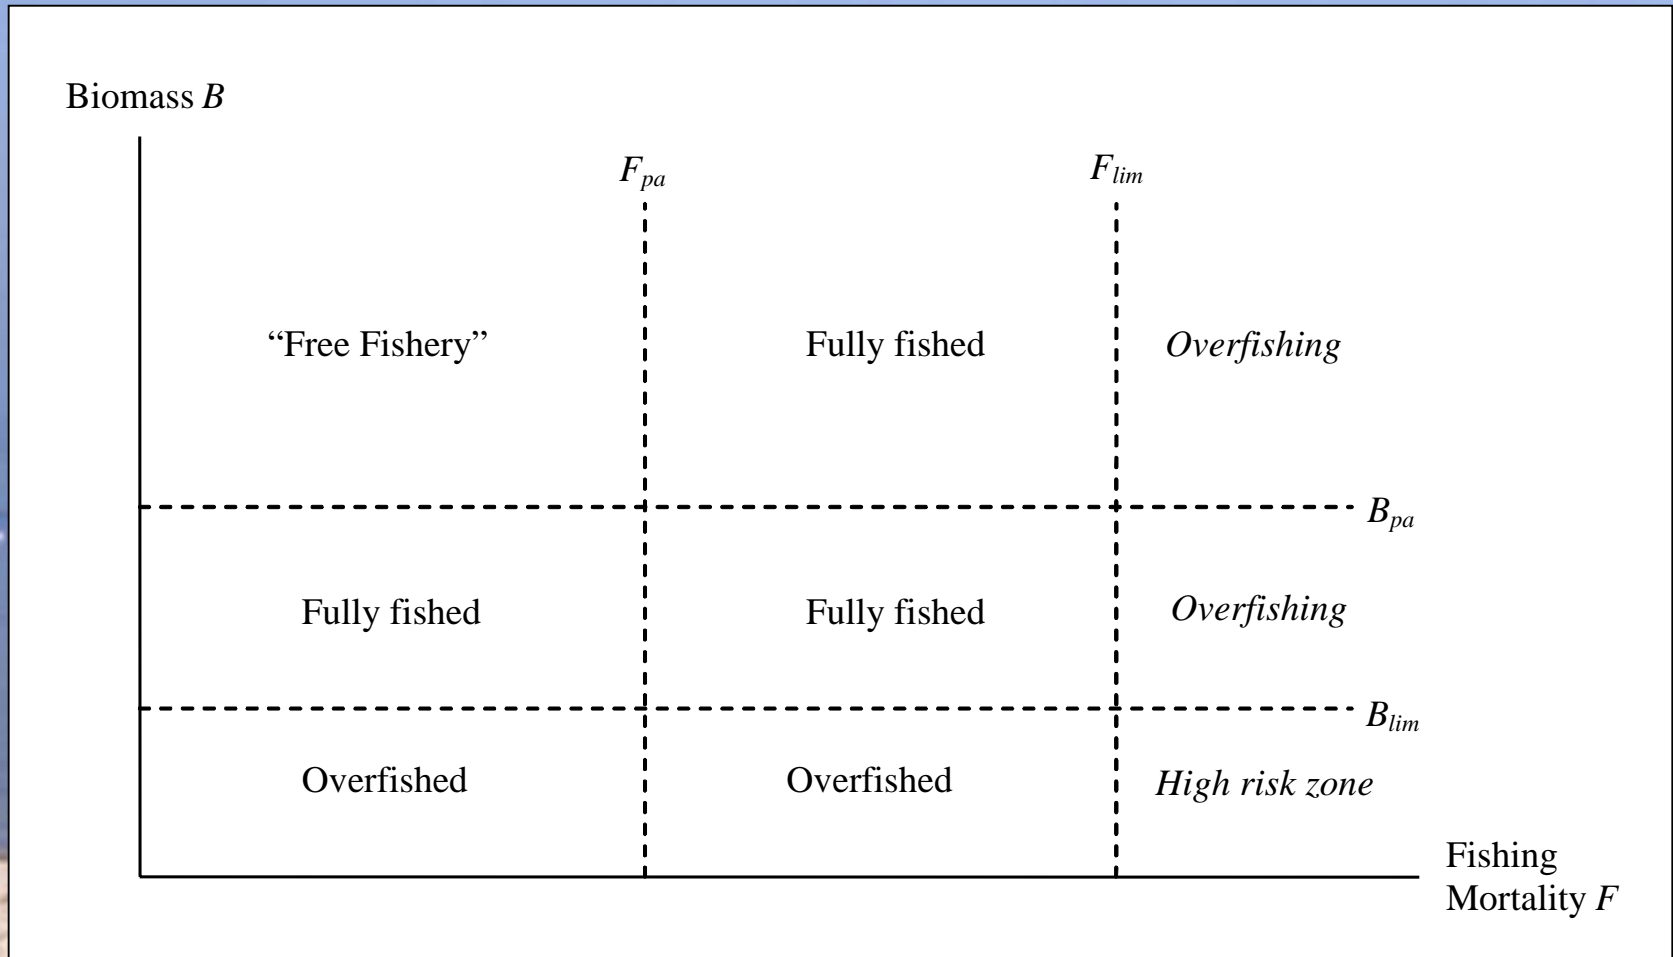 Biomass B
F_pa
F_lim
“Free Fishery”
Fully fished
Overfishing
B_pa
Fully fished
Fully fished
Overfishing
B_lim
Overfished
Overfished
High risk zone
Fishing
Mortality F